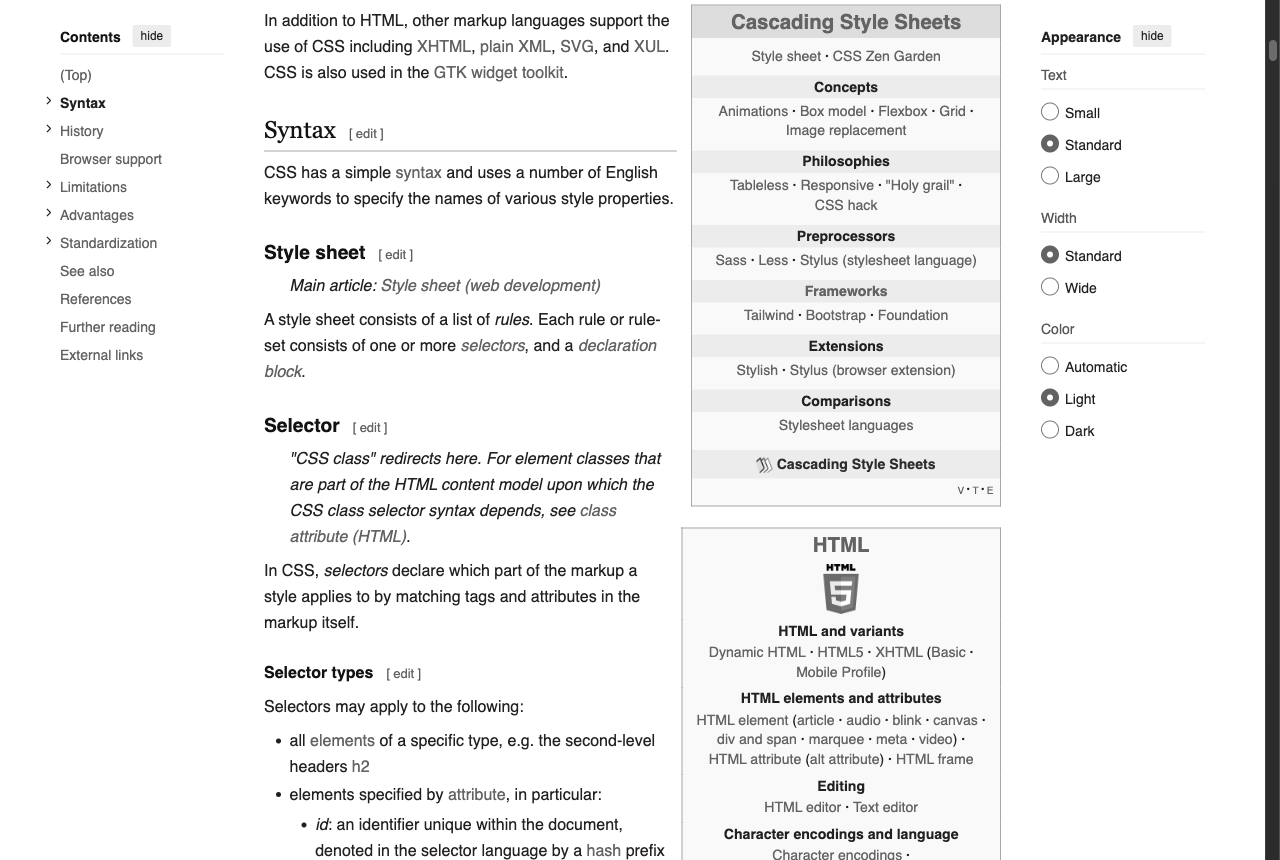 Contents hide
(Top)
Syntax
History
Browser support
Limitations
Advantages
Standardization
See also
References
Further reading
External links
In addition to HTML, other markup languages support the
use of CSS including XHTML, plain XML, SVG, and XUL.
CSS is also used in the GTK widget toolkit.
Syntax [ edit ]
CSS has a simple syntax and uses a number of English
keywords to specify the names of various style properties.
Style sheet [ edit ]
Main article: Style sheet (web development)
A style sheet consists of a list of rules. Each rule or rule-
set consists of one or more selectors, and a declaration
block.
Selector [ edit ]
"CSS class" redirects here. For element classes that
are part of the HTML content model upon which the
CSS class selector syntax depends, see class
attribute (HTML).
In CSS, selectors declare which part of the markup a
style applies to by matching tags and attributes in the
markup itself.
Selector types [ edit ]
Selectors may apply to the following:
• all elements of a specific type, e.g. the second-level
headers h2
• elements specified by attribute, in particular:
• id: an identifier unique within the document,
denoted in the selector language by a hash prefix
Cascading Style Sheets
Style sheet · CSS Zen Garden
Concepts
Animations · Box model · Flexbox · Grid ·
Image replacement
Philosophies
Tableless · Responsive · "Holy grail" ·
CSS hack
Preprocessors
Sass · Less · Stylus (stylesheet language)
Frameworks
Tailwind · Bootstrap · Foundation
Extensions
Stylish · Stylus (browser extension)
Comparisons
Stylesheet languages
Cascading Style Sheets
V · T · E
HTML
HTML
5
HTML and variants
Dynamic HTML · HTML5 · XHTML (Basic ·
Mobile Profile)
HTML elements and attributes
HTML element (article · audio · blink · canvas ·
div and span · marquee · meta · video) ·
HTML attribute (alt attribute) · HTML frame
Editing
HTML editor · Text editor
Character encodings and language
Character encodings ·
Appearance hide
Text
Small
Standard
Large
Width
Standard
Wide
Color
Automatic
Light
Dark